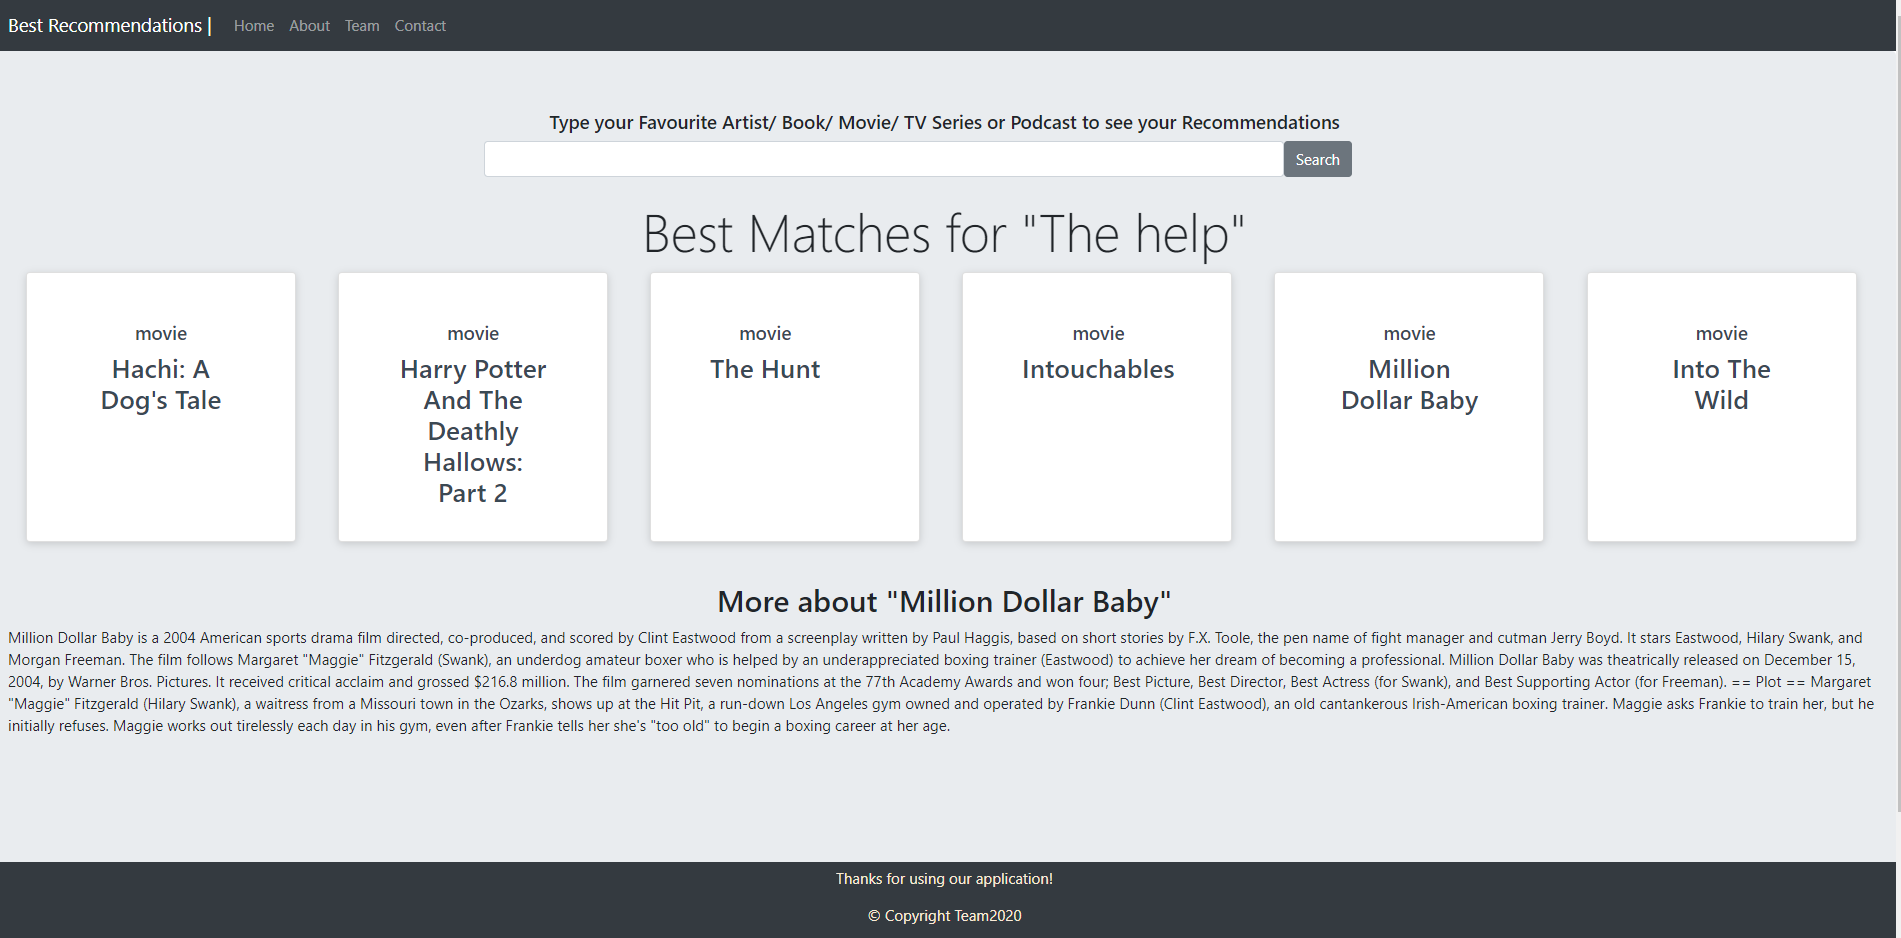 Best Recommendations | Home About Team Contact
Type your Favourite Artist/ Book/ Movie/ TV Series or Podcast to see your Recommendations
Search
Best Matches for "The help"
movie
Hachi: A
Dog's Tale
movie
Harry Potter
And The
Deathly
Hallows:
Part 2
movie
The Hunt
movie
Intouchables
movie
Million
Dollar Baby
movie
Into The
Wild
More about "Million Dollar Baby"
Million Dollar Baby is a 2004 American sports drama film directed, co-produced, and scored by Clint Eastwood from a screenplay written by Paul Haggis, based on short stories by F.X. Toole, the pen name of fight manager and cutman Jerry Boyd. It stars Eastwood, Hilary Swank, and
Morgan Freeman. The film follows Margaret "Maggie" Fitzgerald (Swank), an underdog amateur boxer who is helped by an underappreciated boxing trainer (Eastwood) to achieve her dream of becoming a professional. Million Dollar Baby was theatrically released on December 15,
2004, by Warner Bros. Pictures. It received critical acclaim and grossed $216.8 million. The film garnered seven nominations at the 77th Academy Awards and won four; Best Picture, Best Director, Best Actress (for Swank), and Best Supporting Actor (for Freeman). == Plot == Margaret
"Maggie" Fitzgerald (Hilary Swank), a waitress from a Missouri town in the Ozarks, shows up at the Hit Pit, a run-down Los Angeles gym owned and operated by Frankie Dunn (Clint Eastwood), an old cantankerous Irish-American boxing trainer. Maggie asks Frankie to train her, but he
initially refuses. Maggie works out tirelessly each day in his gym, even after Frankie tells her she's "too old" to begin a boxing career at her age.
Thanks for using our application!
© Copyright Team2020